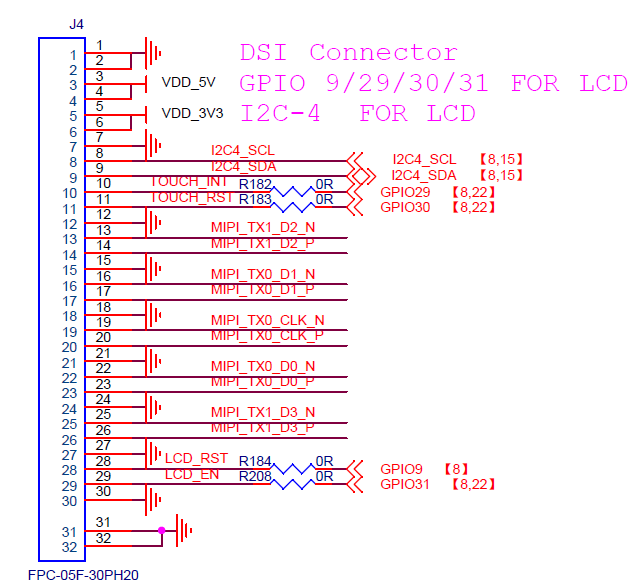 J4
DSI Connector
GPIO 9/29/30/31 FOR LCD
I2C-4 FOR LCD
1 1
2 2
3 3 VDD_5V
4 4
5 5 VDD_3V3
6 6
7 7
8 8 I2C4_SCL I2C4_SCL 【8,15】
9 9 I2C4_SDA I2C4_SDA 【8,15】
10 10 TOUCH_INT R182 0R GPIO29 【8,22】
11 11 TOUCH_RST R183 0R GPIO30 【8,22】
12 12
13 13 MIPI_TX1_D2_N
14 14 MIPI_TX1_D2_P
15 15
16 16 MIPI_TX0_D1_N
17 17 MIPI_TX0_D1_P
18 18
19 19 MIPI_TX0_CLK_N
20 20 MIPI_TX0_CLK_P
21 21
22 22 MIPI_TX0_D0_N
23 23 MIPI_TX0_D0_P
24 24
25 25 MIPI_TX1_D3_N
26 26 MIPI_TX1_D3_P
27 27
28 28 LCD_RST R184 0R GPIO9 【8】
29 29 LCD_EN R208 0R GPIO31 【8,22】
30 30
31 31
32 32
FPC-05F-30PH20